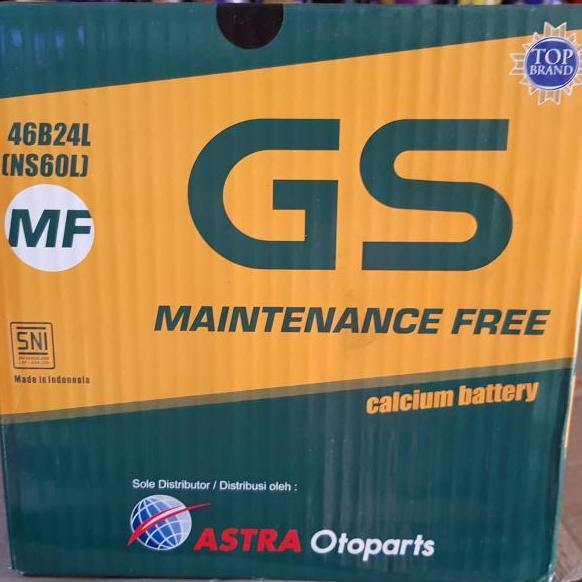 TOP
BRAND
46B24L
(NS60L)
MF
GS
MAINTENANCE FREE
SNI
Made in Indonesia
calcium battery
Sole Distributor / Distribusi oleh :
ASTRA Otoparts